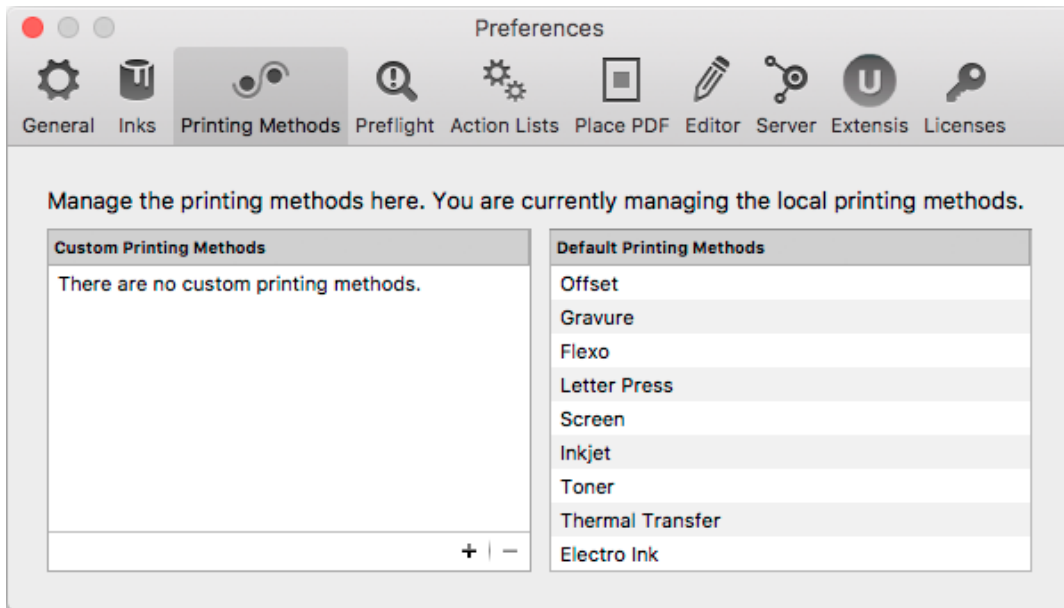 Preferences
General Inks Printing Methods Preflight Action Lists Place PDF Editor Server Extensis Licenses
Manage the printing methods here. You are currently managing the local printing methods.
Custom Printing Methods
There are no custom printing methods.
Default Printing Methods
Offset
Gravure
Flexo
Letter Press
Screen
Inkjet
Toner
Thermal Transfer
Electro Ink